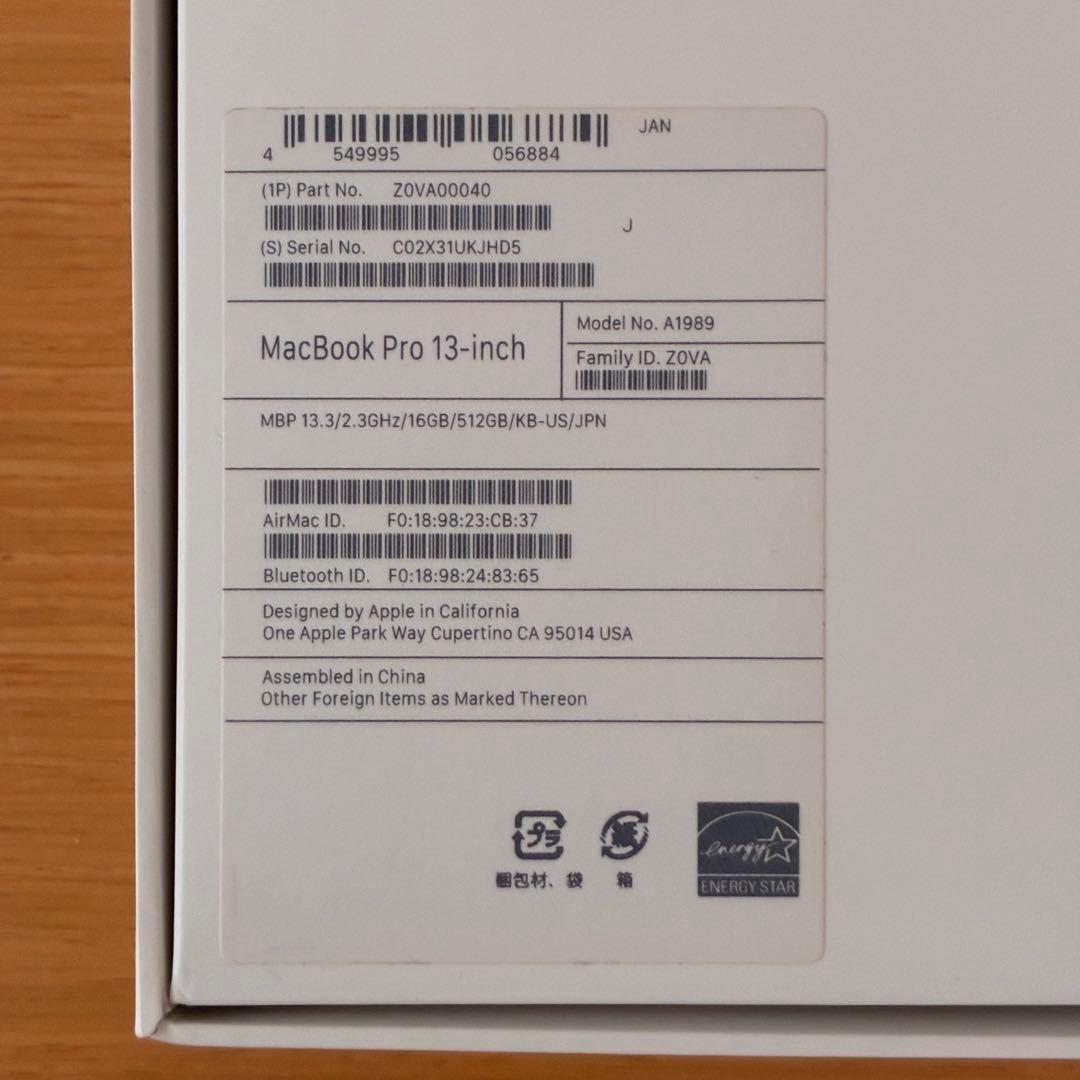 JAN
4 549995 056884
(1P) Part No. Z0VA00040
J
(S) Serial No. C02X31UKJHD5
MacBook Pro 13-inch
Model No. A1989
Family ID. Z0VA
MBP 13.3/2.3GHz/16GB/512GB/KB-US/JPN
AirMac ID. F0:18:98:23:CB:37
Bluetooth ID. F0:18:98:24:83:65
Designed by Apple in California
One Apple Park Way Cupertino CA 95014 USA
Assembled in China
Other Foreign Items as Marked Thereon
プラ 紙
梱包材、袋 箱
energy
ENERGY STAR